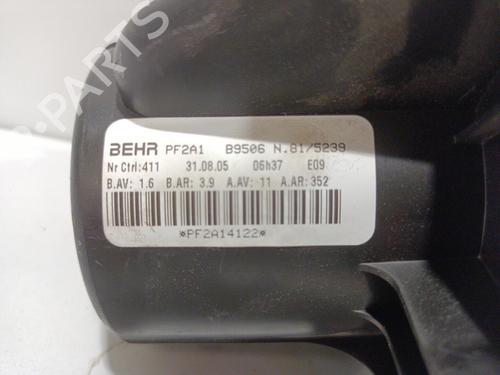 BEHR PF2A1 B9506 N.81/5239
Nr Ctrl:411 31.08.05 06h37 E09
B.AV: 1.6 B.AR: 3.9 A.AV: 11 A.AR: 352
*PF2A14122*
PARTS